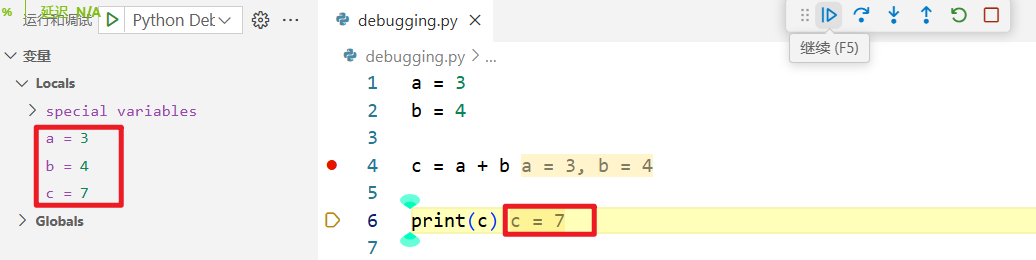 % 延迟 N/A
运行和调试 Python Deb
变量
Locals
special variables
a = 3
b = 4
c = 7
Globals
debugging.py
debugging.py > ...
1 a = 3
2 b = 4
3
4 c = a + b a = 3, b = 4
5
6 print(c) c = 7
7
继续 (F5)